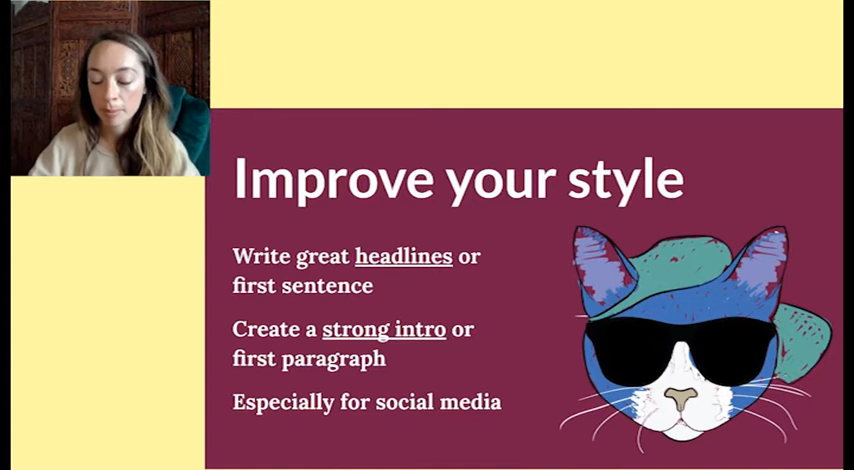 Improve your style
Write great headlines or
first sentence
Create a strong intro or
first paragraph
Especially for social media